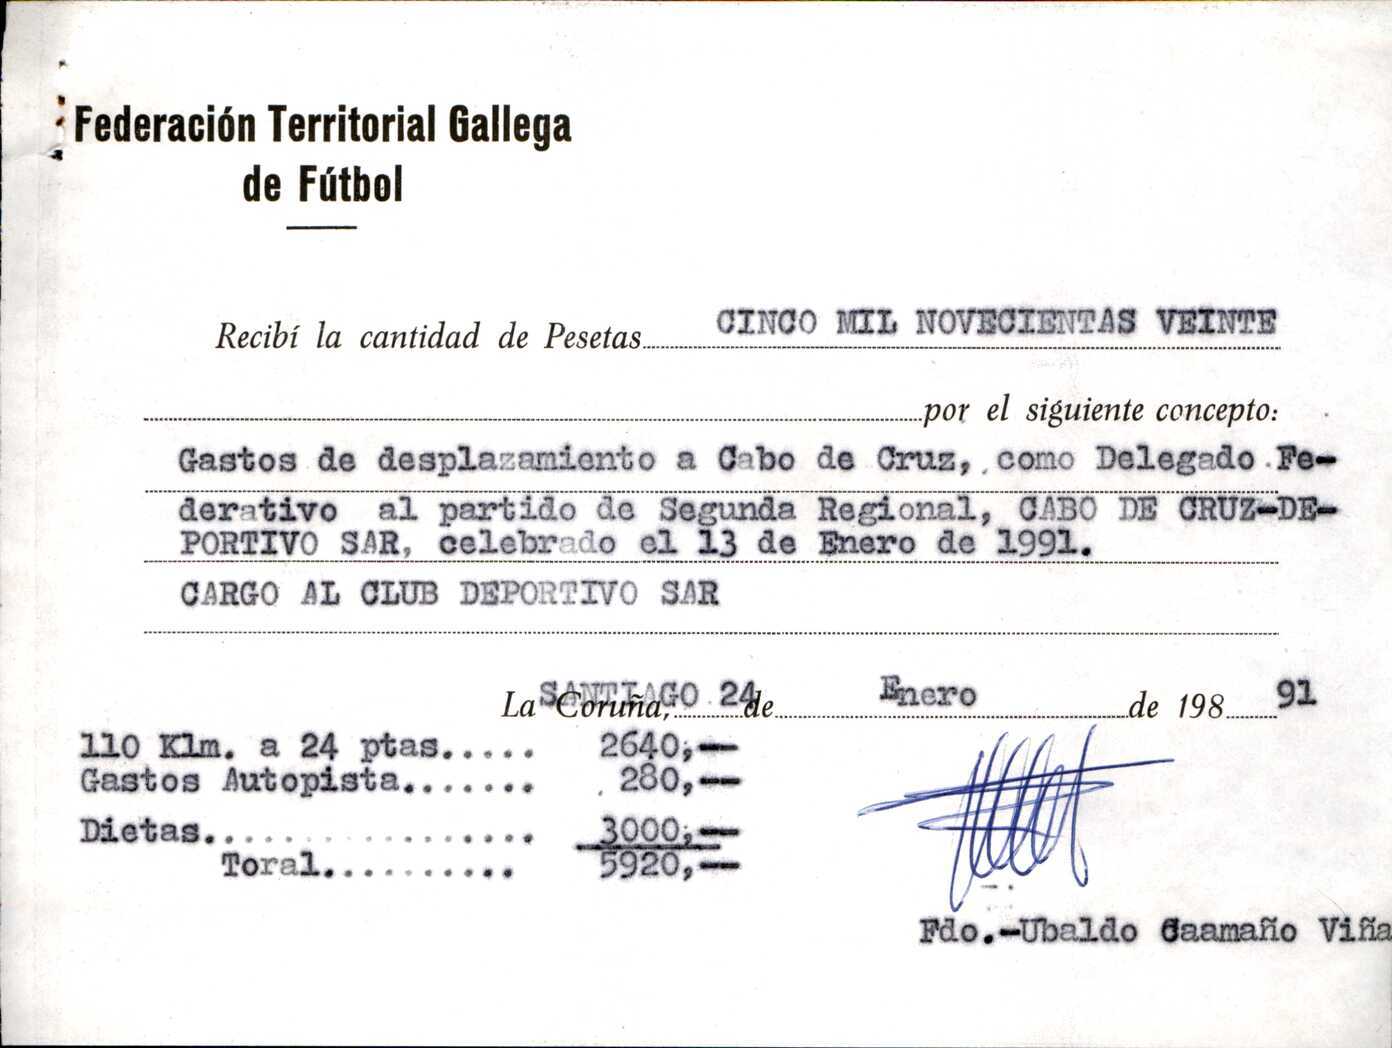 Federación Territorial Gallega
de Fútbol
Recibí la cantidad de Pesetas CINCO MIL NOVECIENTAS VEINTE
por el siguiente concepto:
Gastos de desplazamiento a Cabo de Cruz, como Delegado Fe-
derativo al partido de Segunda Regional, CABO DE CRUZ-DE-
PORTIVO SAR, celebrado el 13 de Enero de 1991.
CARGO AL CLUB DEPORTIVO SAR
La Coruña, SANTIAGO 24 de Enero de 198 91
110 Klm. a 24 ptas..... 2640,--
Gastos Autopista....... 280,--
Dietas................. 3000,--
Toral.......... 5920,--
Fdo.-Ubaldo Caamaño Viña